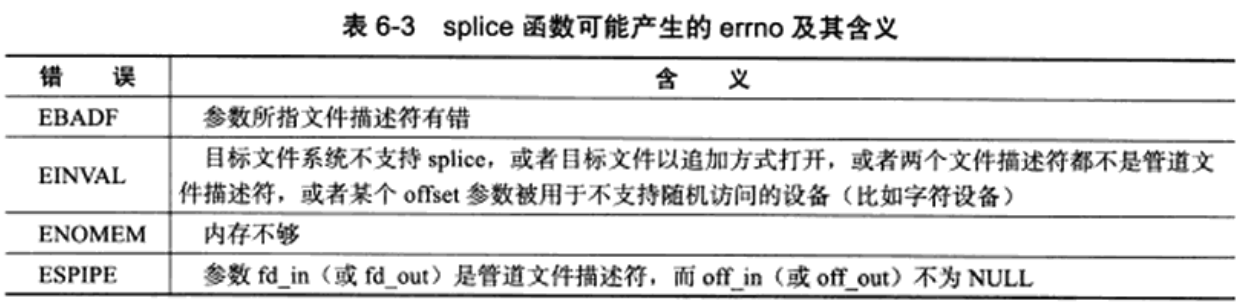 表 6-3 splice 函数可能产生的 errno 及其含义
错 误 含 义
EBADF 参数所指文件描述符有错
EINVAL 目标文件系统不支持 splice，或者目标文件以追加方式打开，或者两个文件描述符都不是管道文
件描述符，或者某个 offset 参数被用于不支持随机访问的设备（比如字符设备）
ENOMEM 内存不够
ESPIPE 参数 fd_in（或 fd_out）是管道文件描述符，而 off_in（或 off_out）不为 NULL